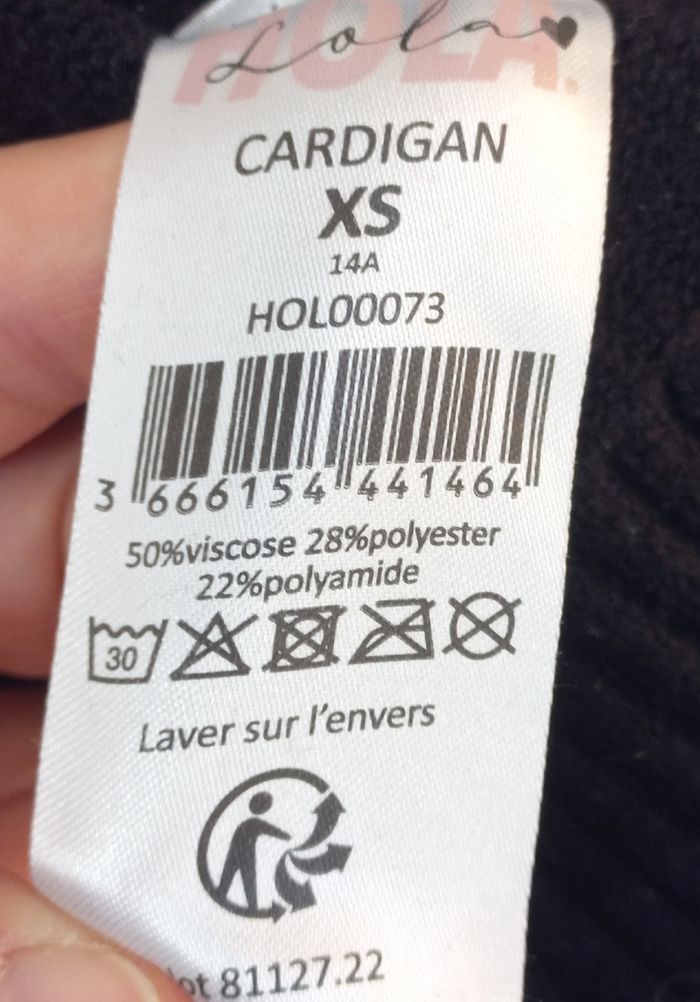 HOLA
Lola
CARDIGAN
XS
14A
HOL00073
3 666154 441464
50%viscose 28%polyester
22%polyamide
30
Laver sur l'envers
lot 81127.22